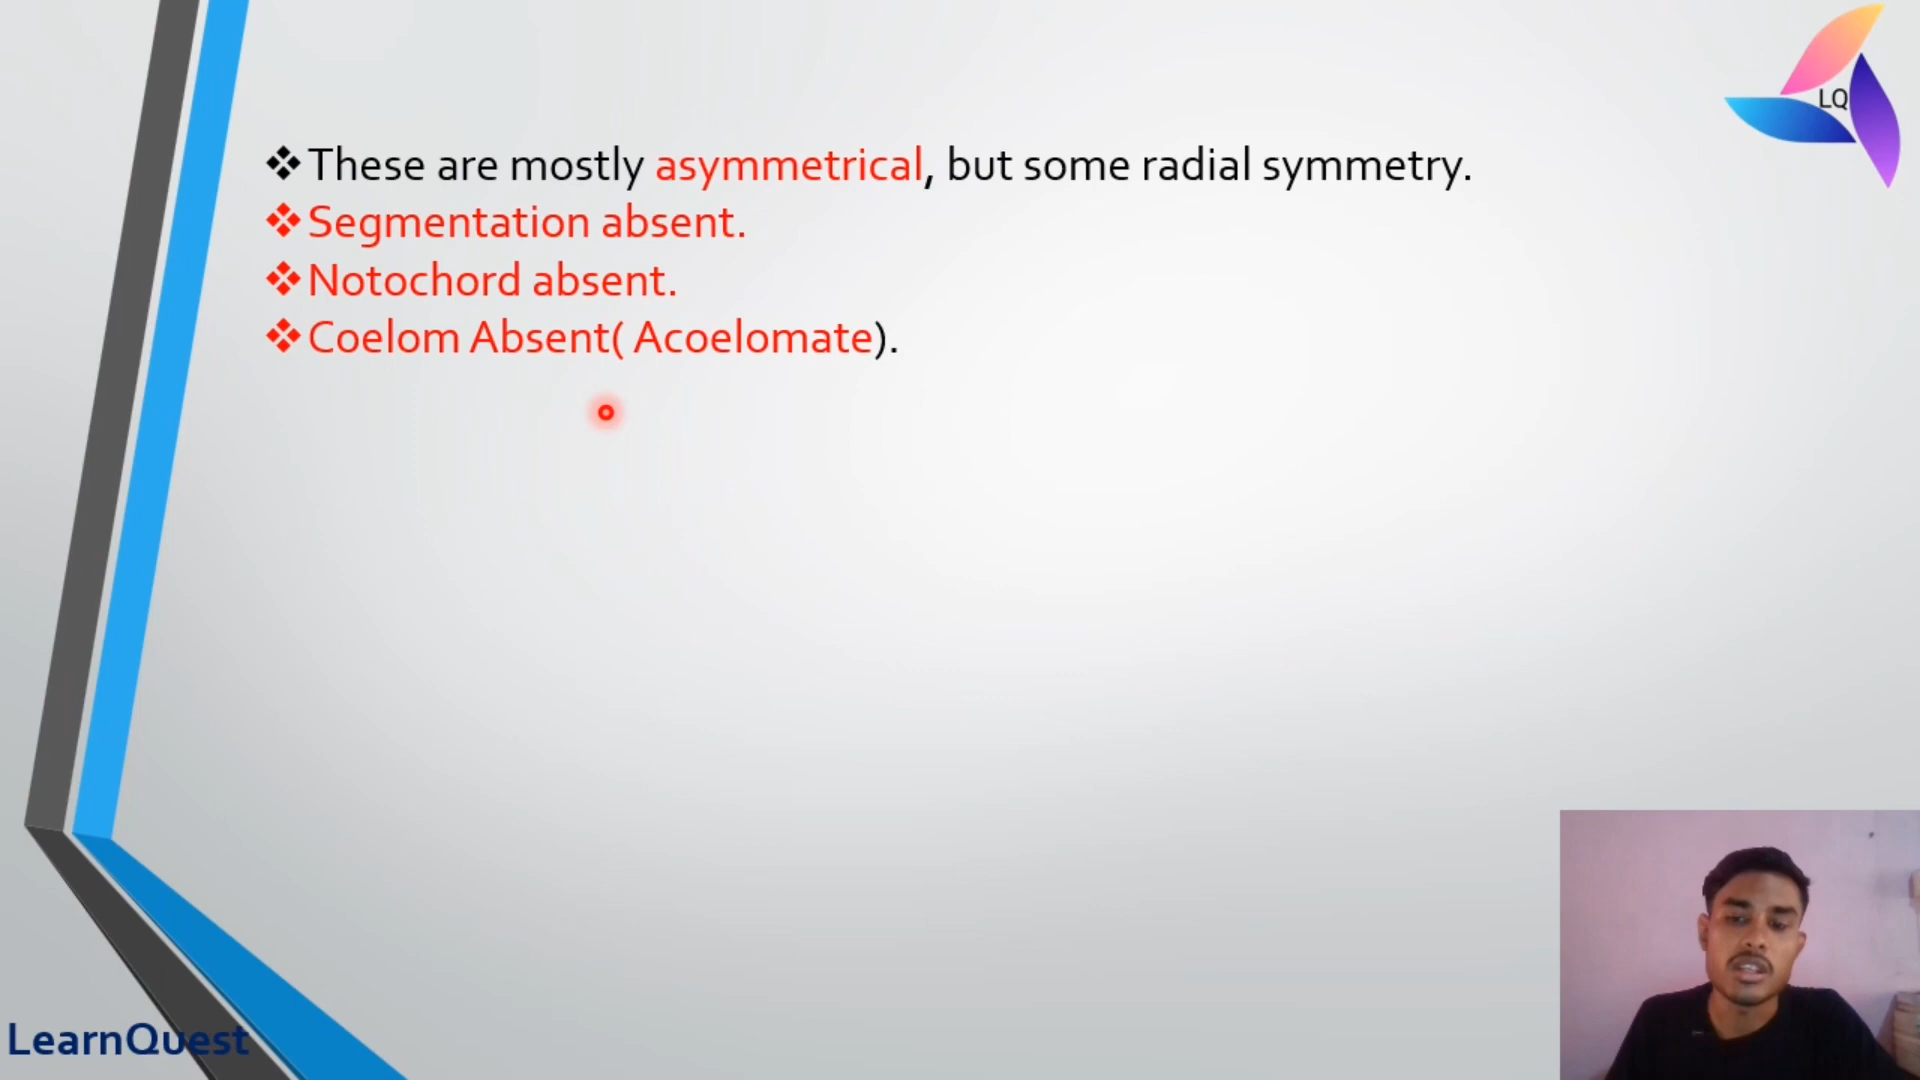 LQ
❖These are mostly asymmetrical, but some radial symmetry.
❖Segmentation absent.
❖Notochord absent.
❖Coelom Absent( Acoelomate).
LearnQuest